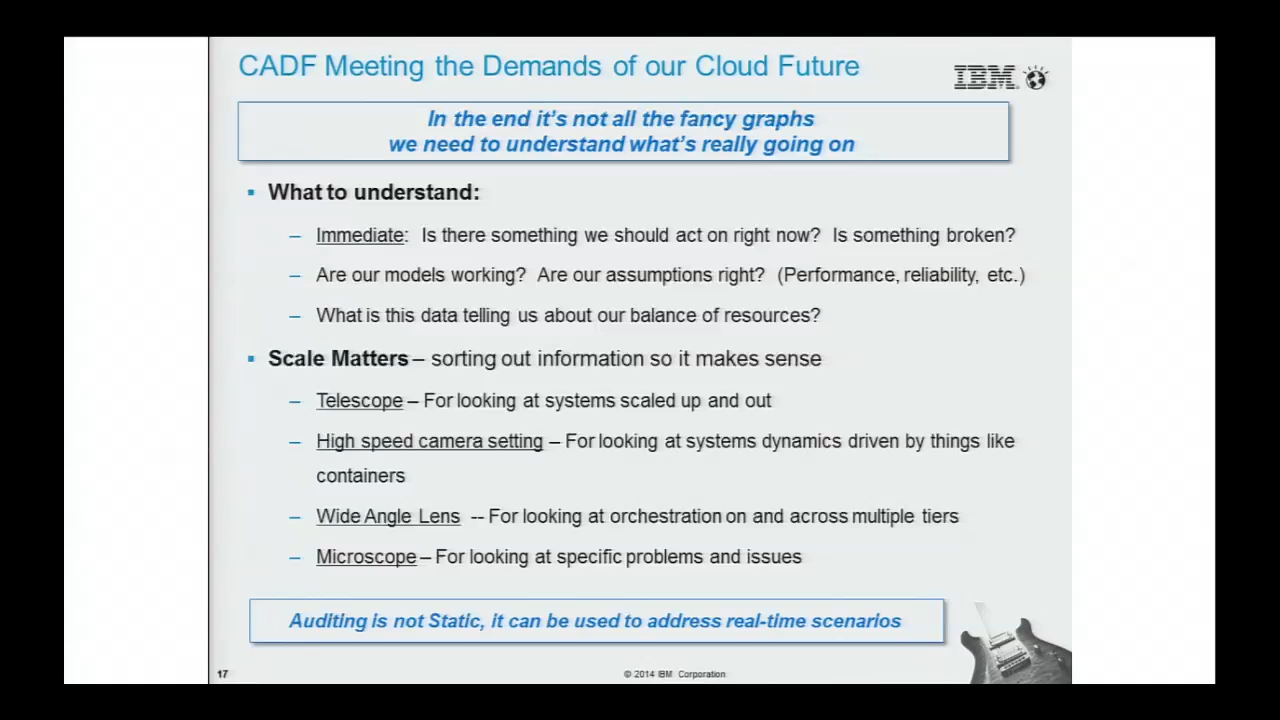 CADF Meeting the Demands of our Cloud Future
IBM
In the end it's not all the fancy graphs
we need to understand what's really going on
▪ What to understand:
– Immediate: Is there something we should act on right now? Is something broken?
– Are our models working? Are our assumptions right? (Performance, reliability, etc.)
– What is this data telling us about our balance of resources?
▪ Scale Matters – sorting out information so it makes sense
– Telescope – For looking at systems scaled up and out
– High speed camera setting – For looking at systems dynamics driven by things like
containers
– Wide Angle Lens -- For looking at orchestration on and across multiple tiers
– Microscope – For looking at specific problems and issues
Auditing is not Static, it can be used to address real-time scenarios
17
© 2014 IBM Corporation